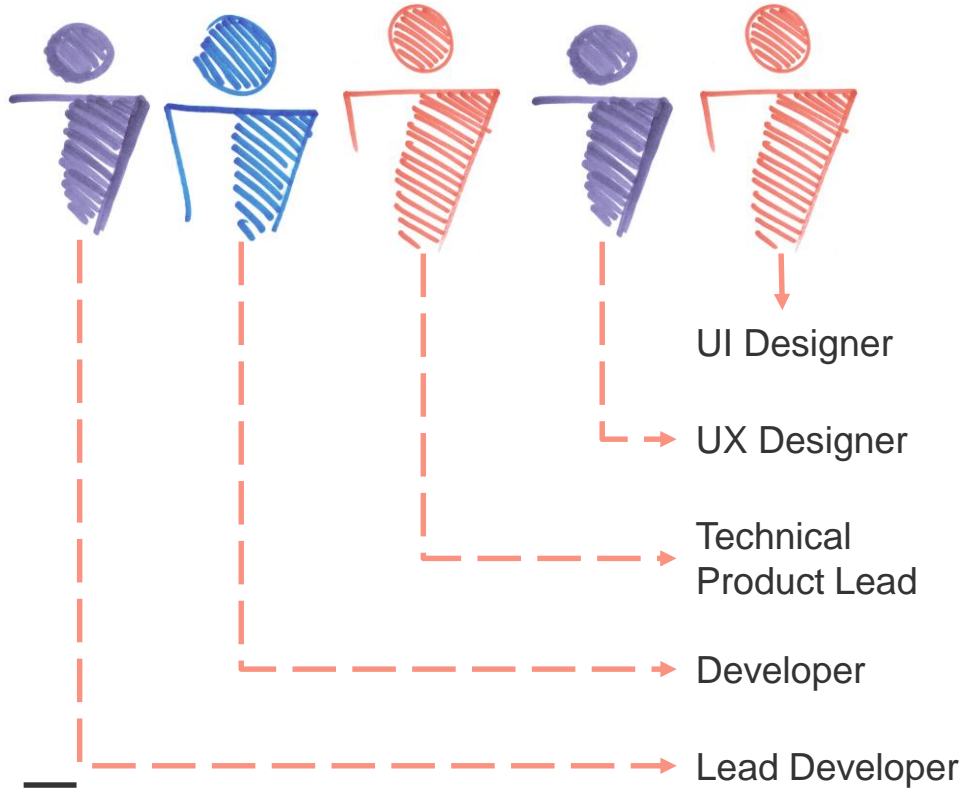 UI Designer
UX Designer
Technical
Product Lead
Developer
Lead Developer